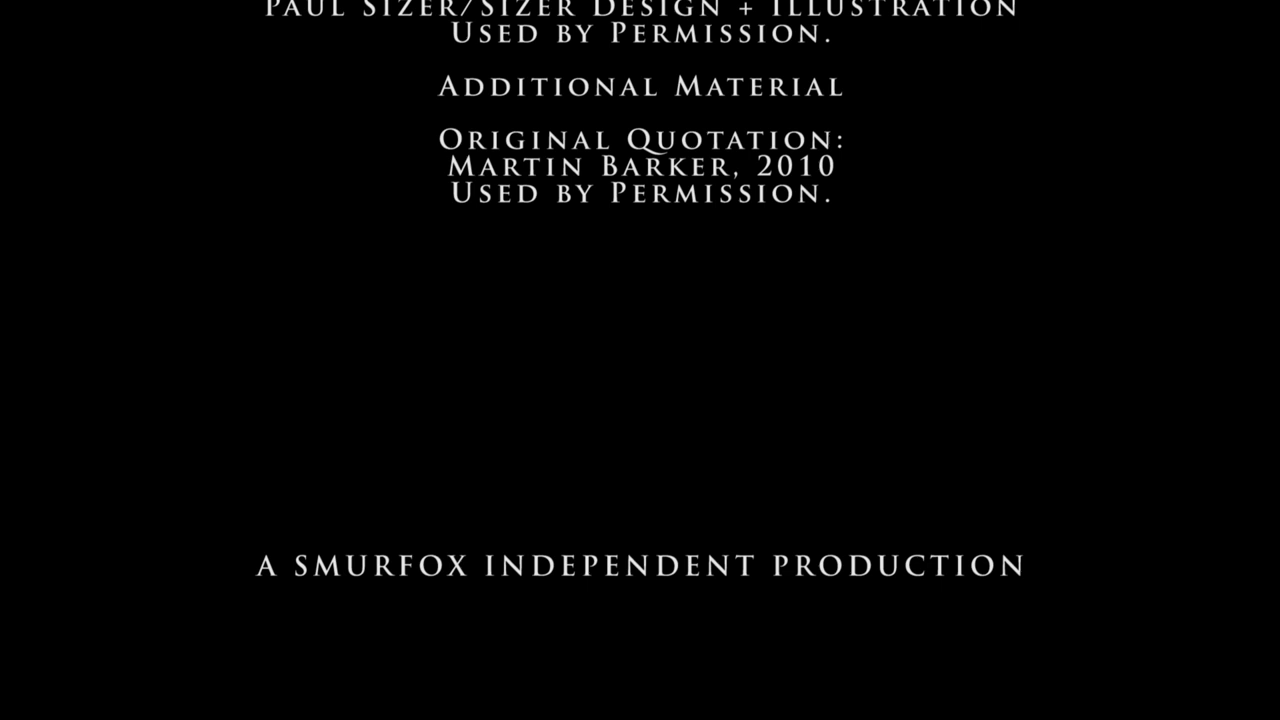 Paul Sizer/Sizer Design + Illustration
Used by Permission.
Additional Material
Original Quotation:
Martin Barker, 2010
Used by Permission.
A SMURFOX INDEPENDENT PRODUCTION